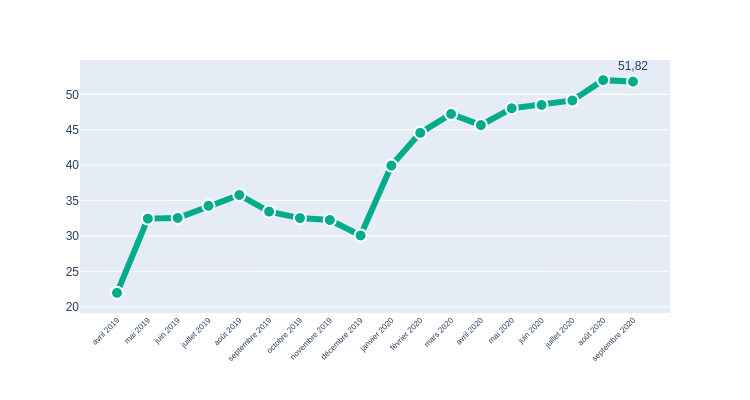 51,82
50
45
40
35
30
25
20
avril 2019
mai 2019
juin 2019
juillet 2019
août 2019
septembre 2019
octobre 2019
novembre 2019
décembre 2019
janvier 2020
février 2020
mars 2020
avril 2020
mai 2020
juin 2020
juillet 2020
août 2020
septembre 2020